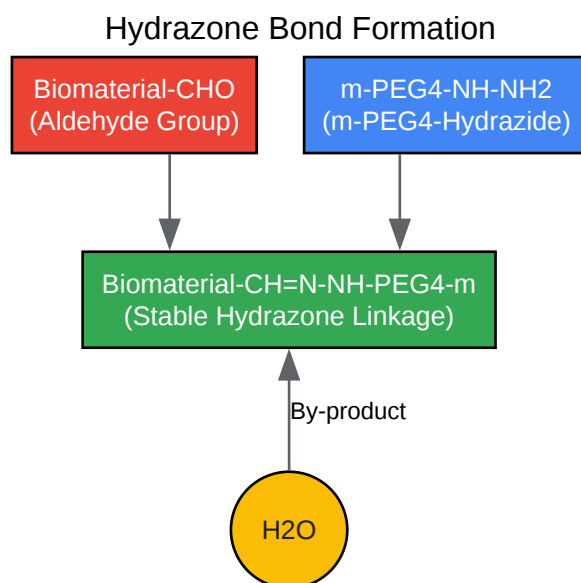 Hydrazone Bond Formation
Biomaterial-CHO
(Aldehyde Group)
m-PEG4-NH-NH2
(m-PEG4-Hydrazide)
Biomaterial-CH=N-NH-PEG4-m
(Stable Hydrazone Linkage)
By-product
H2O